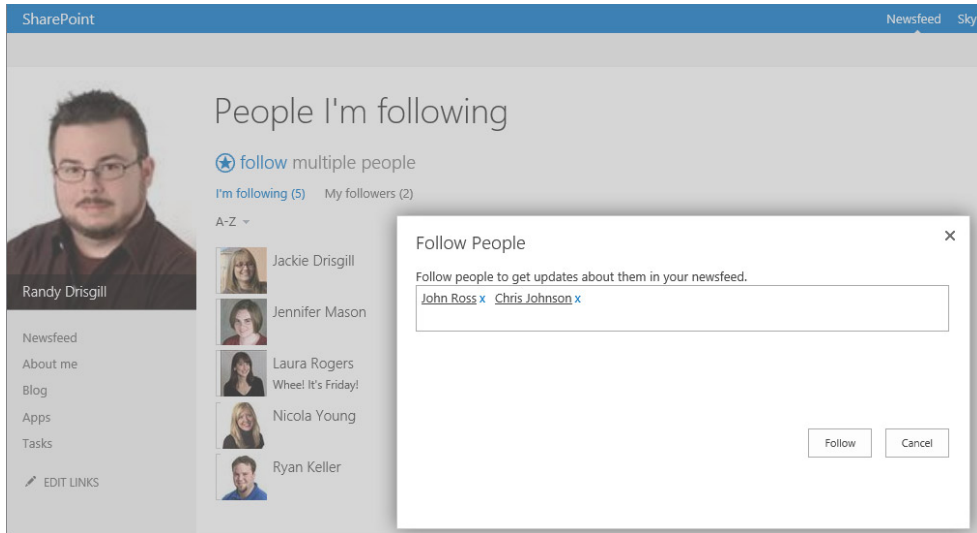 SharePoint
Newsfeed
People I'm following
follow multiple people
I'm following (5) My followers (2)
A-Z
Jackie Drisgill
Jennifer Mason
Laura Rogers
Whee! It's Friday!
Nicola Young
Ryan Keller
Randy Drisgill
Newsfeed
About me
Blog
Apps
Tasks
EDIT LINKS
Follow People
Follow people to get updates about them in your newsfeed.
John Ross x Chris Johnson x
Follow Cancel